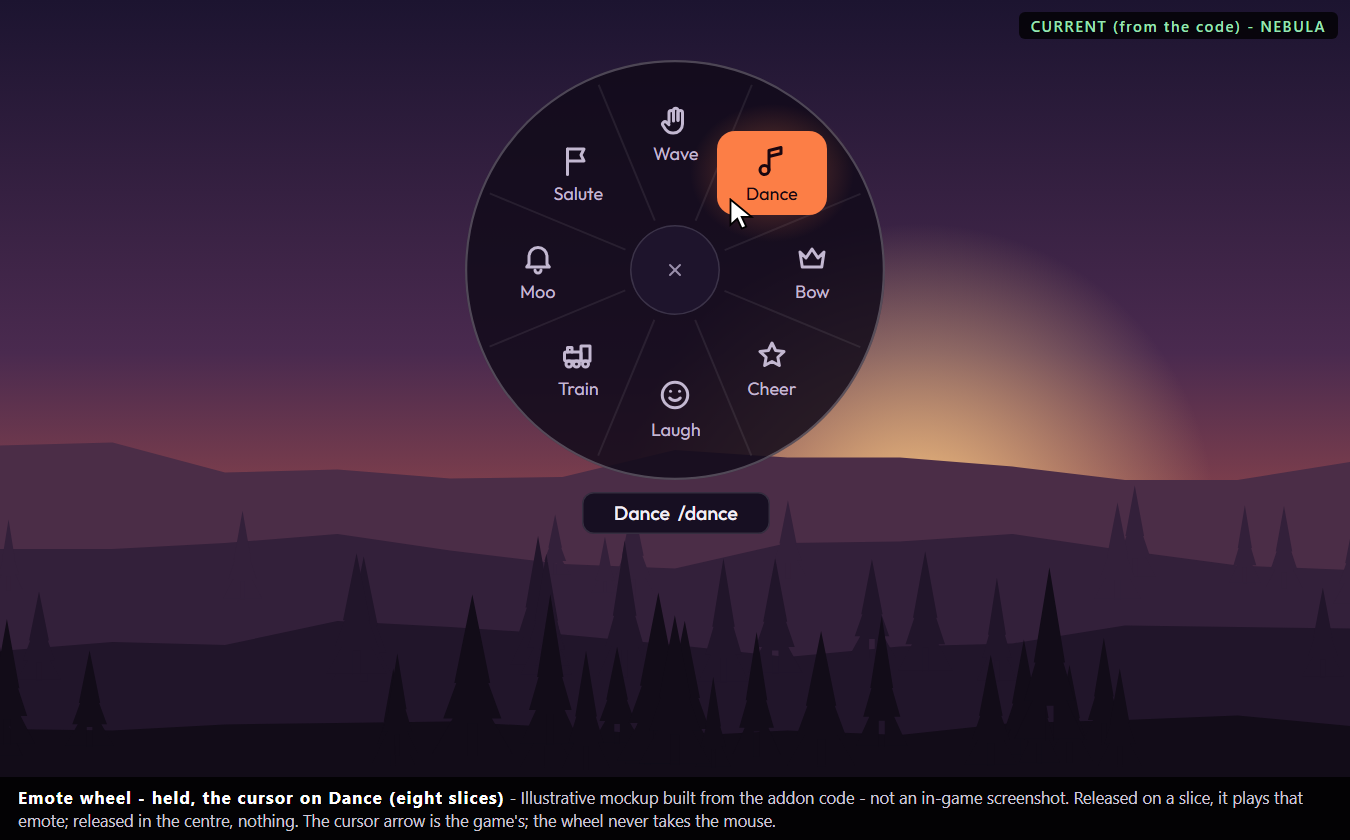 CURRENT (from the code) - NEBULA
Wave
Dance
Salute
Moo
×
Bow
Train
Cheer
Laugh
Dance /dance
Emote wheel - held, the cursor on Dance (eight slices) - Illustrative mockup built from the addon code - not an in-game screenshot. Released on a slice, it plays that
emote; released in the centre, nothing. The cursor arrow is the game's; the wheel never takes the mouse.